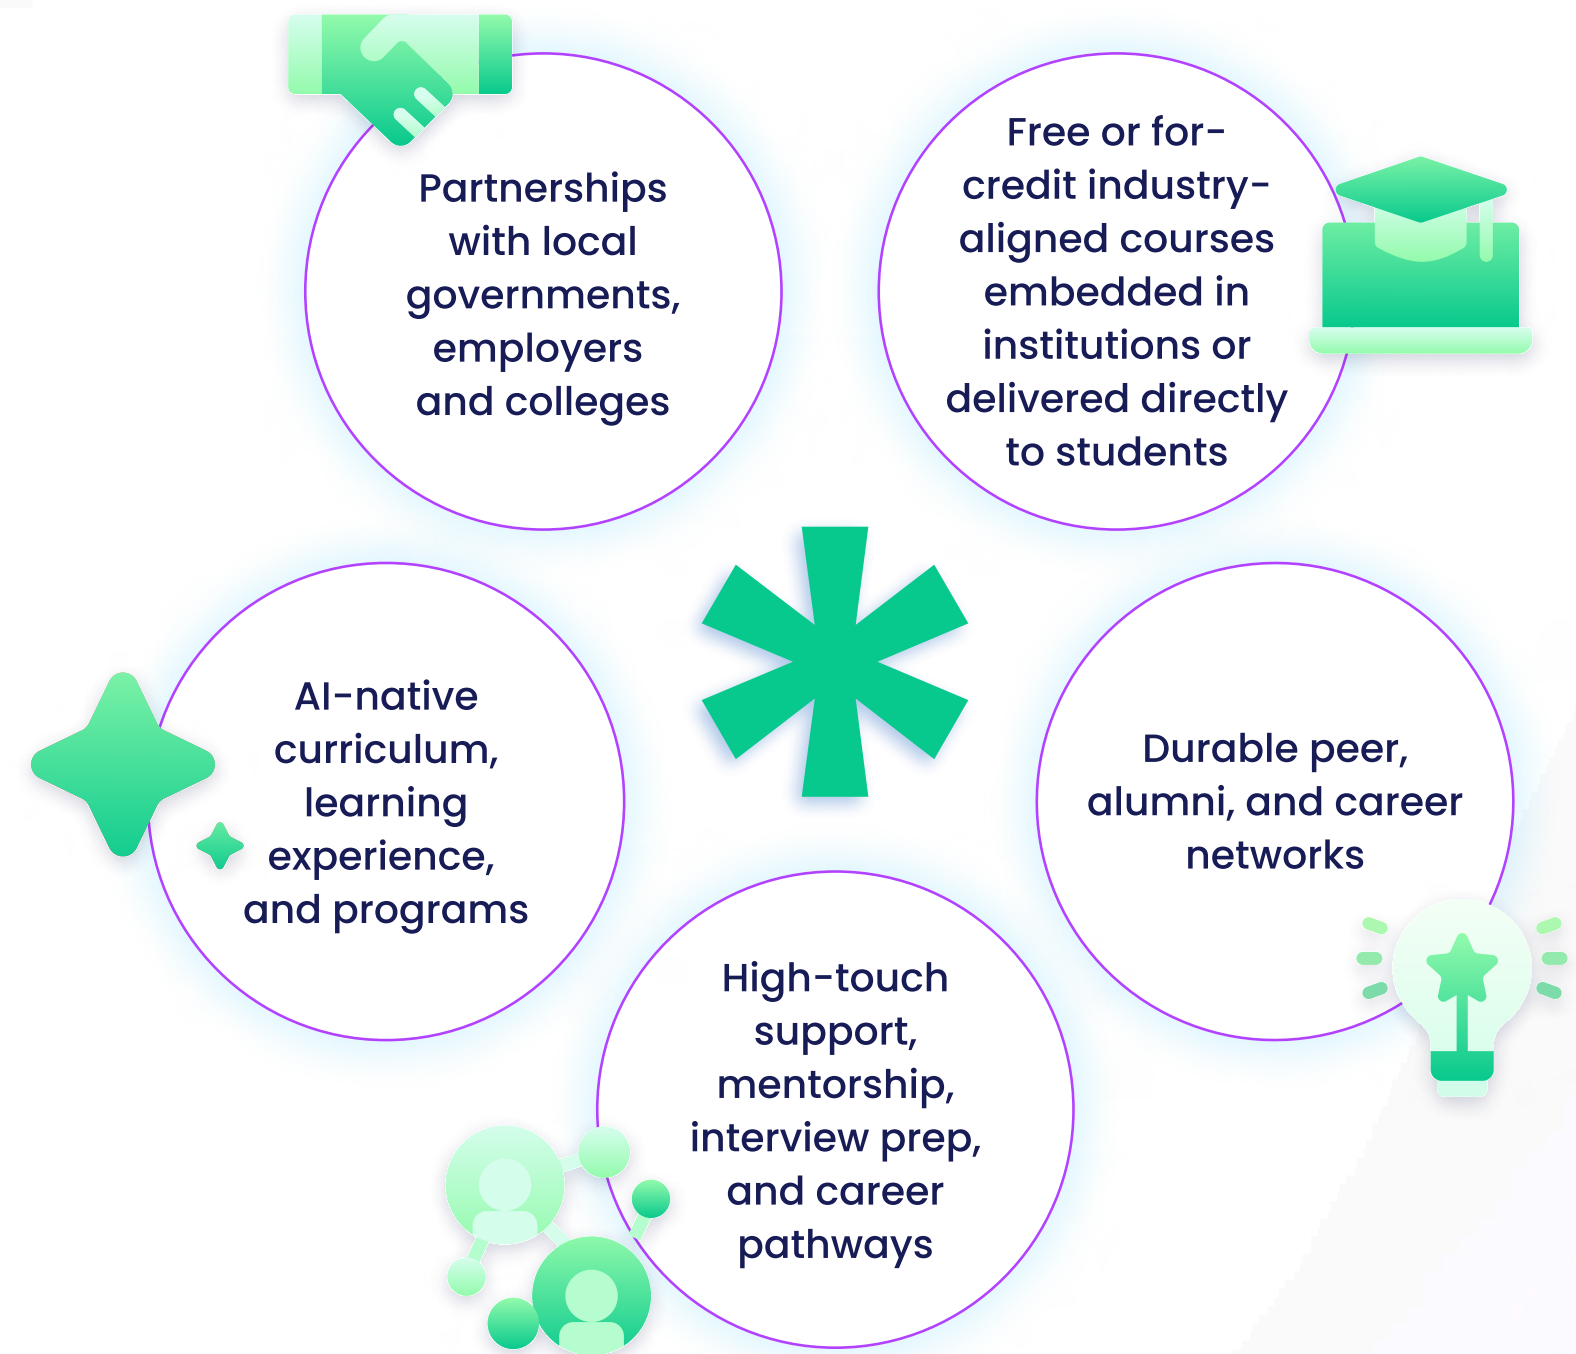 Partnerships
with local
governments,
employers
and colleges
Free or for-
credit industry-
aligned courses
embedded in
institutions or
delivered directly
to students
AI-native
curriculum,
learning
experience,
and programs
Durable peer,
alumni, and career
networks
High-touch
support,
mentorship,
interview prep,
and career
pathways